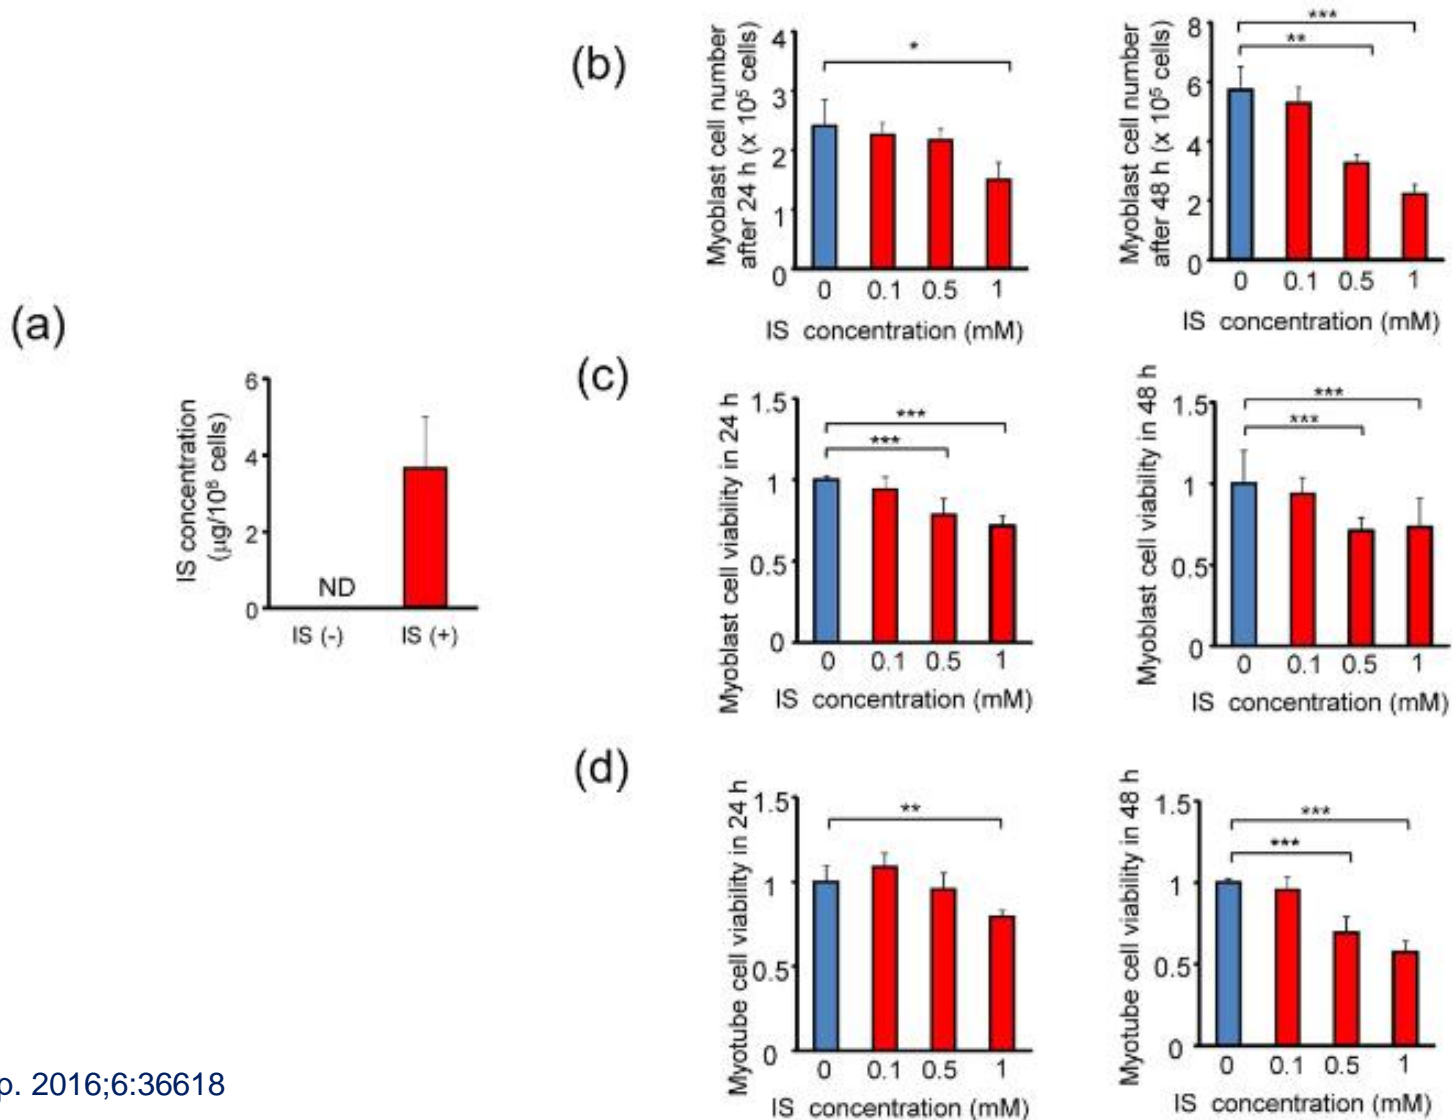 (a)
IS concentration
(μg/10⁸ cells)
6
4
2
0
ND
IS (-) IS (+)
(b)
Myoblast cell number
after 24 h (x 10⁵ cells)
4
3
2
1
0
*
0 0.1 0.5 1
IS concentration (mM)
Myoblast cell number
after 48 h (x 10⁵ cells)
8
6
4
2
0
***
**
0 0.1 0.5 1
IS concentration (mM)
(c)
Myoblast cell viability in 24 h
1.5
1
0.5
0
***
***
0 0.1 0.5 1
IS concentration (mM)
Myoblast cell viability in 48 h
1.5
1
0.5
0
***
***
0 0.1 0.5 1
IS concentration (mM)
(d)
Myotube cell viability in 24 h
1.5
1
0.5
0
**
0 0.1 0.5 1
IS concentration (mM)
Myotube cell viability in 48 h
1.5
1
0.5
0
***
***
0 0.1 0.5 1
IS concentration (mM)
p. 2016;6:36618